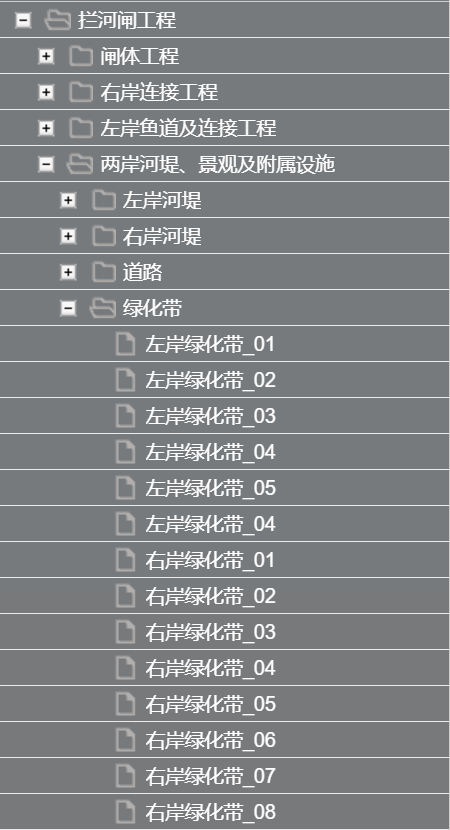 拦河闸工程
闸体工程
右岸连接工程
左岸鱼道及连接工程
两岸河堤、景观及附属设施
左岸河堤
右岸河堤
道路
绿化带
左岸绿化带_01
左岸绿化带_02
左岸绿化带_03
左岸绿化带_04
左岸绿化带_05
左岸绿化带_04
右岸绿化带_01
右岸绿化带_02
右岸绿化带_03
右岸绿化带_04
右岸绿化带_05
右岸绿化带_06
右岸绿化带_07
右岸绿化带_08